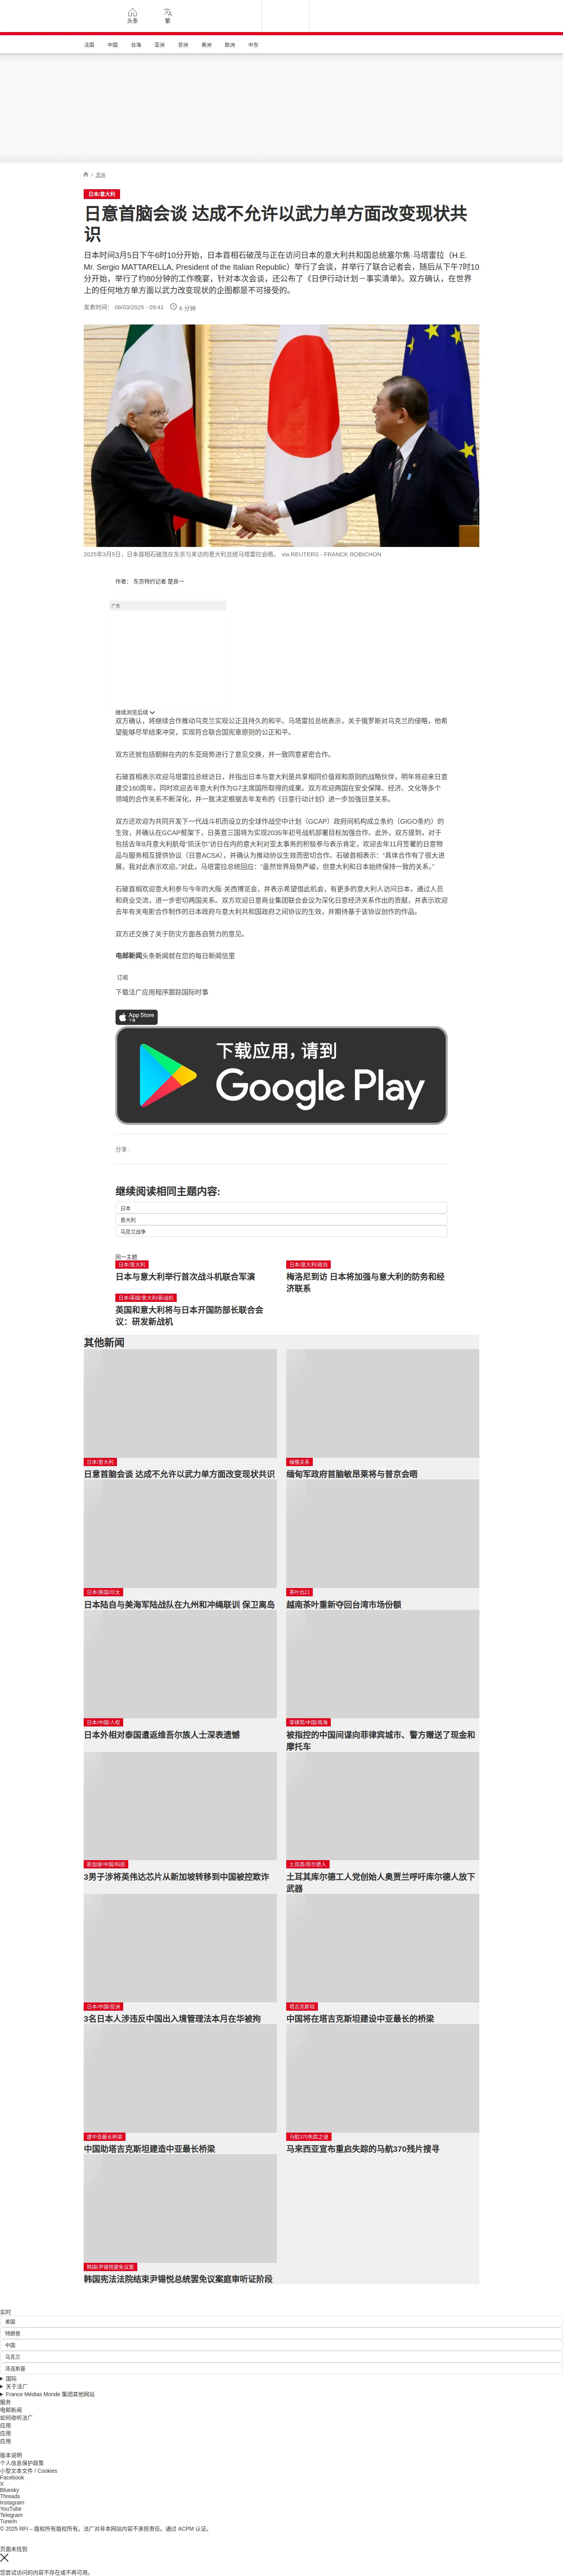 头条
繁
法国
中国
台海
亚洲
非洲
美洲
欧洲
中东
/ 亚洲
日本/意大利
日意首脑会谈 达成不允许以武力单方面改变现状共
识
日本时间3月5日下午6时10分开始，日本首相石破茂与正在访问日本的意大利共和国总统塞尔焦·马塔雷拉（H.E.
Mr. Sergio MATTARELLA, President of the Italian Republic）举行了会谈，并举行了联合记者会，随后从下午7时10
分开始，举行了约80分钟的工作晚宴，针对本次会谈，还公布了《日伊行动计划－事实清单》。双方确认，在世界
上的任何地方单方面以武力改变现状的企图都是不可接受的。
发表时间： 06/03/2025 - 09:41
6 分钟
2025年3月5日，日本首相石破茂在东京与来访的意大利总统马塔雷拉会晤。 via REUTERS - FRANCK ROBICHON
作者： 东京特约记者 楚良一
广告
继续浏览后续
双方确认，将继续合作推动乌克兰实现公正且持久的和平。马塔雷拉总统表示，关于俄罗斯对乌克兰的侵略，他希
望能够尽早结束冲突，实现符合联合国宪章原则的公正和平。
双方还就包括朝鲜在内的东亚局势进行了意见交换，并一致同意紧密合作。
石破首相表示欢迎马塔雷拉总统访日，并指出日本与意大利是共享相同价值观和原则的战略伙伴，明年将迎来日意
建交160周年，同时欢迎去年意大利作为G7主席国所取得的成果。双方欢迎两国在安全保障、经济、文化等多个
领域的合作关系不断深化，并一致决定根据去年发布的《日意行动计划》进一步加强日意关系。
双方还欢迎为共同开发下一代战斗机而设立的全球作战空中计划（GCAP）政府间机构成立条约（GIGO条约）的
生效，并确认在GCAP框架下，日英意三国将为实现2035年初号战机部署目标加强合作。此外，双方提到，对于
包括去年8月意大利航母“凯沃尔”访日在内的意大利对亚太事务的积极参与表示肯定，欢迎去年11月签署的日意物
品与服务相互提供协议（日意ACSA），并确认为推动协议生效而密切合作。石破首相表示：“具体合作有了很大进
展，我对此表示欢迎。”对此，马塔雷拉总统回应：“虽然世界局势严峻，但意大利和日本始终保持一致的关系。”
石破首相欢迎意大利参与今年的大阪·关西博览会，并表示希望借此机会，有更多的意大利人访问日本，通过人员
和商业交流，进一步密切两国关系。双方欢迎日意商业集团联合会议为深化日意经济关系作出的贡献，并表示欢迎
去年有关电影合作制作的日本政府与意大利共和国政府之间协议的生效，并期待基于该协议创作的作品。
双方还交换了关于防灾方面各自努力的意见。
电邮新闻头条新闻就在您的每日新闻信里
订阅
下载法广应用程序跟踪国际时事
App Store
下载
下载应用，请到
Google Play
分享 :
继续阅读相同主题内容:
日本
意大利
乌克兰战争
同一主题
日本/意大利
日本与意大利举行首次战斗机联合军演
日本/意大利/政治
梅洛尼到访 日本将加强与意大利的防务和经
济联系
日本/英国/意大利/新战机
英国和意大利将与日本开国防部长联合会
议：研发新战机
其他新闻
日本/意大利
日意首脑会谈 达成不允许以武力单方面改变现状共识
缅俄关系
缅甸军政府首脑敏昂莱将与普京会晤
日本/美国/印太
日本陆自与美海军陆战队在九州和冲绳联训 保卫离岛
茶叶出口
越南茶叶重新夺回台湾市场份额
日本/中国/人权
日本外相对泰国遣返维吾尔族人士深表遗憾
菲律宾/中国/南海
被指控的中国间谍向菲律宾城市、警方赠送了现金和
摩托车
新加坡/中国/科技
3男子涉将英伟达芯片从新加坡转移到中国被控欺诈
土耳其/库尔德人
土耳其库尔德工人党创始人奥贾兰呼吁库尔德人放下
武器
日本/中国/亚洲
3名日本人涉违反中国出入境管理法本月在华被拘
塔吉克斯坦
中国将在塔吉克斯坦建设中亚最长的桥梁
建中亚最长桥梁
中国助塔吉克斯坦建造中亚最长桥梁
马航370失踪之谜
马来西亚宣布重启失踪的马航370残片搜寻
韩国/尹锡悦罢免议案
韩国宪法法院结束尹锡悦总统罢免议案庭审听证阶段
实时
美国
特朗普
中国
乌克兰
泽连斯基
国际
关于法广
France Médias Monde 集团其他网站
服务
电邮新闻
如何收听法广
应用
应用
应用
版本说明
个人信息保护政策
小型文本文件 / Cookies
Facebook
X
Bluesky
Threads
Instagram
YouTube
Telegram
TuneIn
© 2025 RFI – 版权所有版权所有。法广对非本网站内容不承担责任。通过 ACPM 认证。
页面未找到
您尝试访问的内容不存在或不再可用。